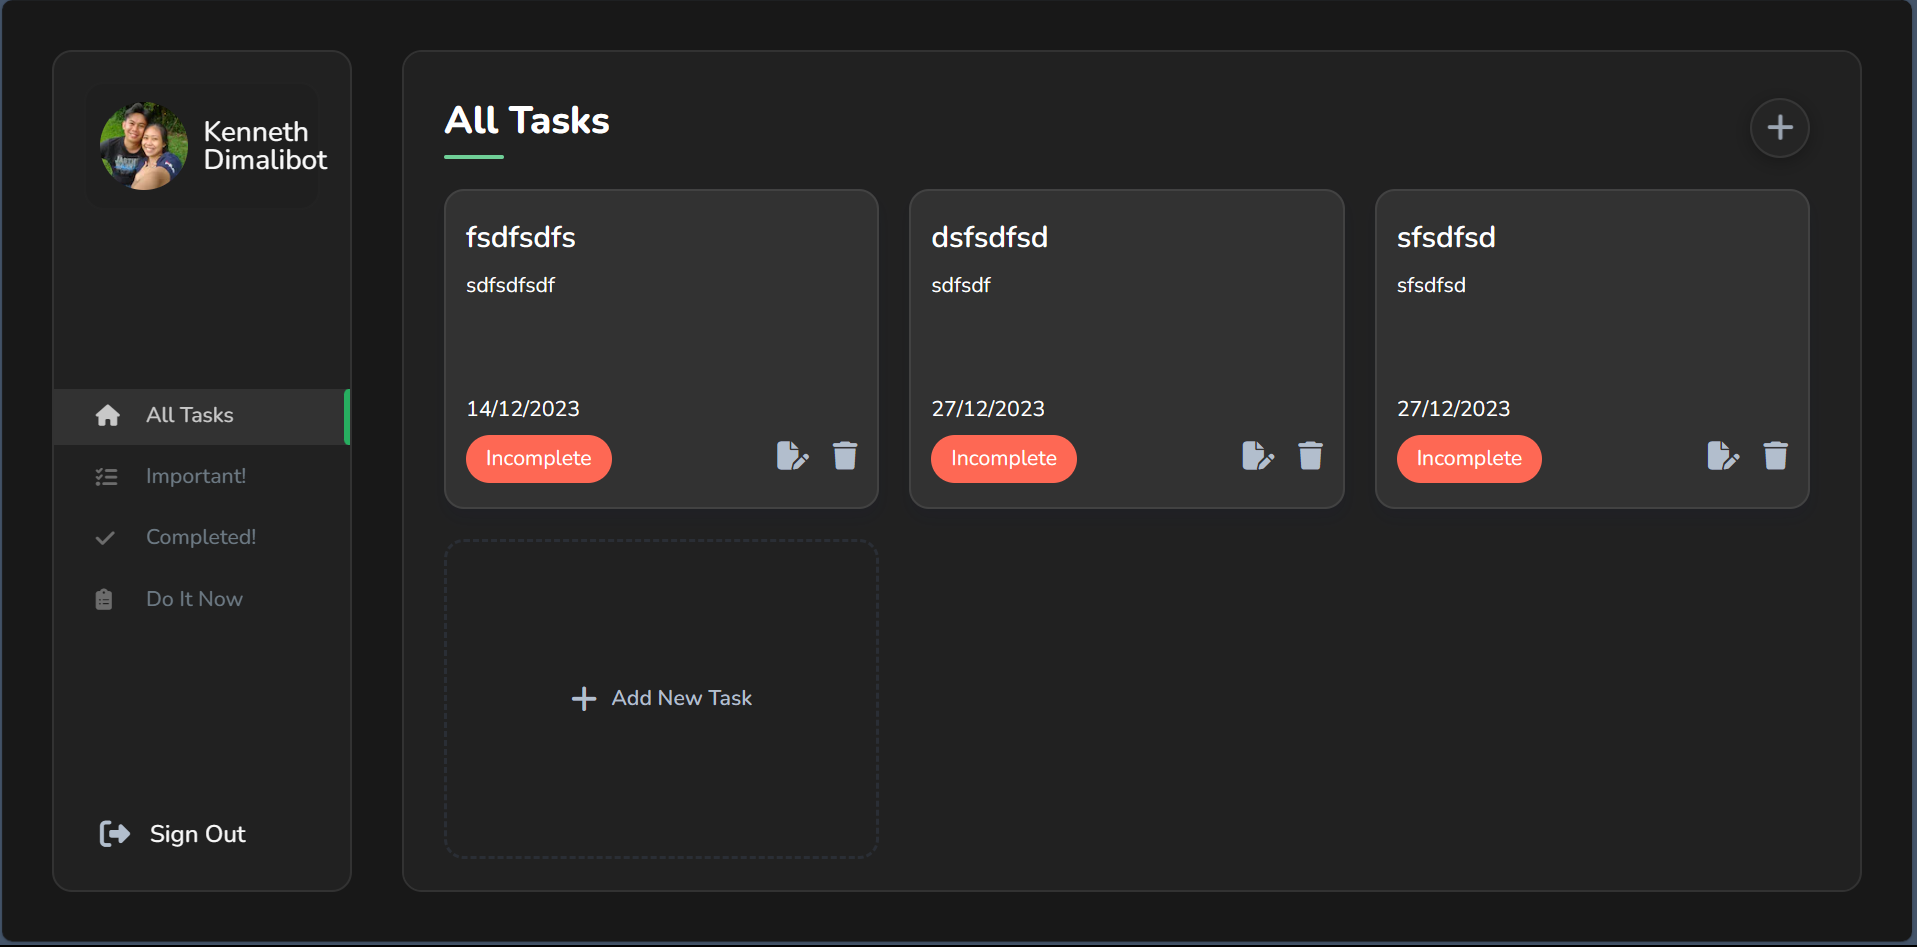 Kenneth
Dimalibot
All Tasks
Important!
Completed!
Do It Now
Sign Out
All Tasks
fsdfsdfs
sdfsdfsdf
14/12/2023
Incomplete
dsfsdfsd
sdfsdf
27/12/2023
Incomplete
sfsdfsd
sfsdfsd
27/12/2023
Incomplete
Add New Task